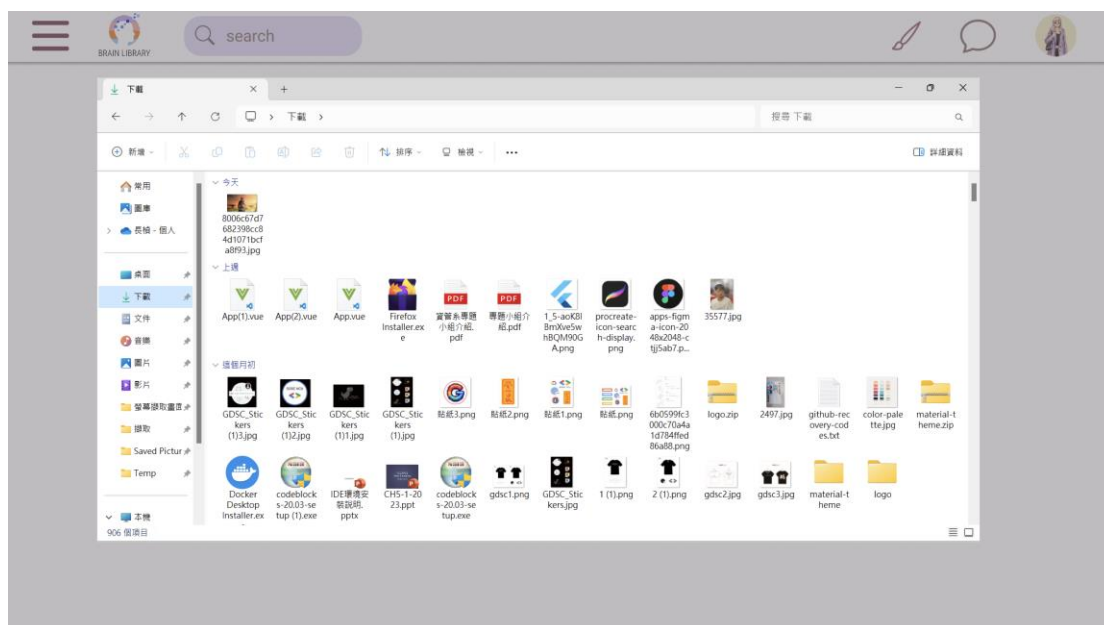 BRAIN LIBRARY
search
下載
下載
搜尋 下載
新增
排序
檢視
詳細資料
常用
圖庫
個人
桌面
下載
文件
音樂
圖片
影片
螢幕擷取畫面
擷取
Saved Pictur
Temp
本機
906 個項目
今天
8006c67d7
682398cc8
4d1071bcf
a8f93.jpg
上週
App(1).vue
App(2).vue
App.vue
Firefox
Installer.ex
e
資管系專題
小組介紹.
pdf
專題小組介
紹.pdf
1_5-aoK8l
BmXve5w
hBQM90G
A.png
procreate-
icon-searc
h-display.
png
apps-figm
a-icon-20
48x2048-c
tjj5ab7.p...
35577.jpg
這個月初
GDSC_Stic
kers
(1)3.jpg
GDSC_Stic
kers
(1)2.jpg
GDSC_Stic
kers
(1)1.jpg
GDSC_Stic
kers
(1).jpg
貼紙3.png
貼紙2.png
貼紙1.png
貼紙.png
6b0599fc3
000c70a4a
1d784ffed
86a88.png
logo.zip
2497.jpg
github-rec
overy-cod
es.txt
color-pale
tte.jpg
material-t
heme.zip
Docker
Desktop
Installer.ex
codeblock
s-20.03-se
tup (1).exe
IDE環境安
裝說明.
pptx
CH5-1-20
23.ppt
codeblock
s-20.03-se
tup.exe
gdsc1.png
GDSC_Stic
kers.jpg
1 (1).png
2 (1).png
gdsc2.jpg
gdsc3.jpg
material-t
heme
logo